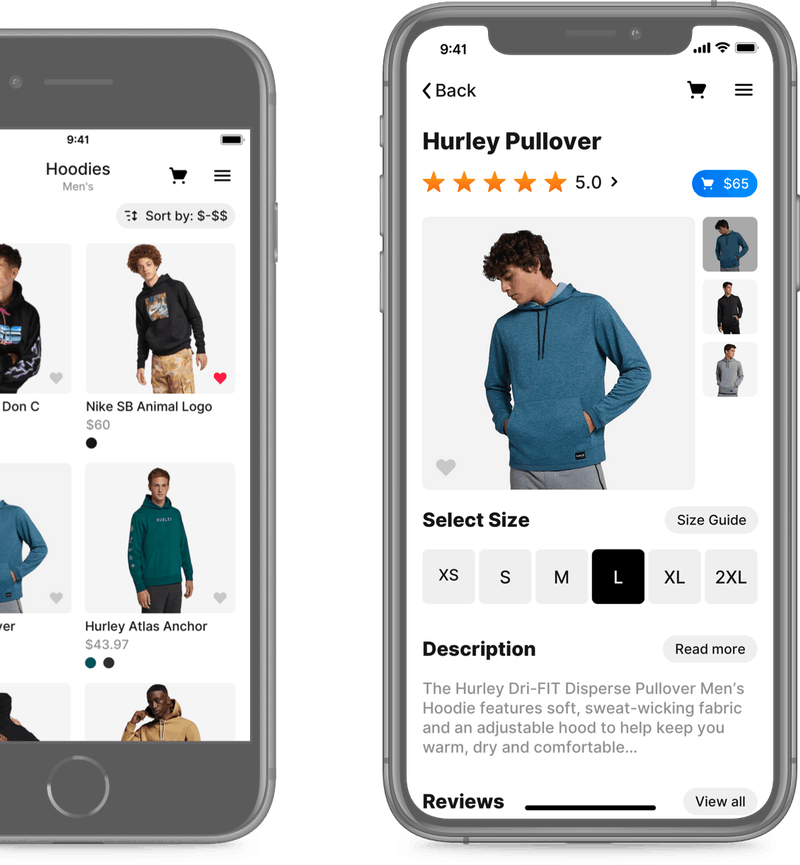 9:41
Hoodies
Men's
Sort by: $-$$
Don C
Nike SB Animal Logo
$60
HURLEY
ver
Hurley Atlas Anchor
$43.97
9:41
Back
Hurley Pullover
5.0
$65
Select Size
Size Guide
XS S M L XL 2XL
Description
Read more
The Hurley Dri-FIT Disperse Pullover Men's
Hoodie features soft, sweat-wicking fabric
and an adjustable hood to help keep you
warm, dry and comfortable...
Reviews
View all